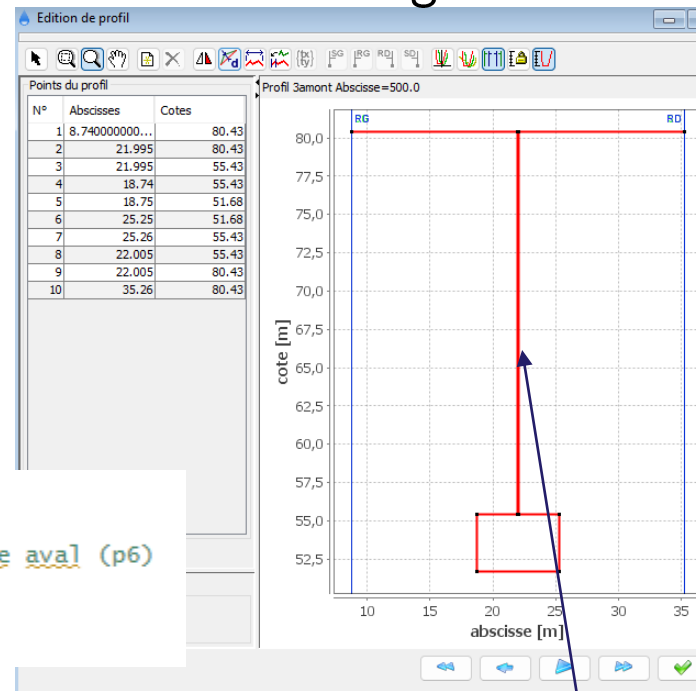 Edition de profil
SG RG RD SD
Points du profil
Profil 3amont Abscisse=500.0
N° Abscisses Cotes
1 8.740000000... 80.43
2 21.995 80.43
3 21.995 55.43
4 18.74 55.43
5 18.75 51.68
6 25.25 51.68
7 25.26 55.43
8 22.005 55.43
9 22.005 80.43
10 35.26 80.43
RG RD
80,0
77,5
75,0
72,5
70,0
67,5
65,0
62,5
60,0
57,5
55,0
52,5
cote [m]
10 15 20 25 30 35
abscisse [m]
aval (p6)